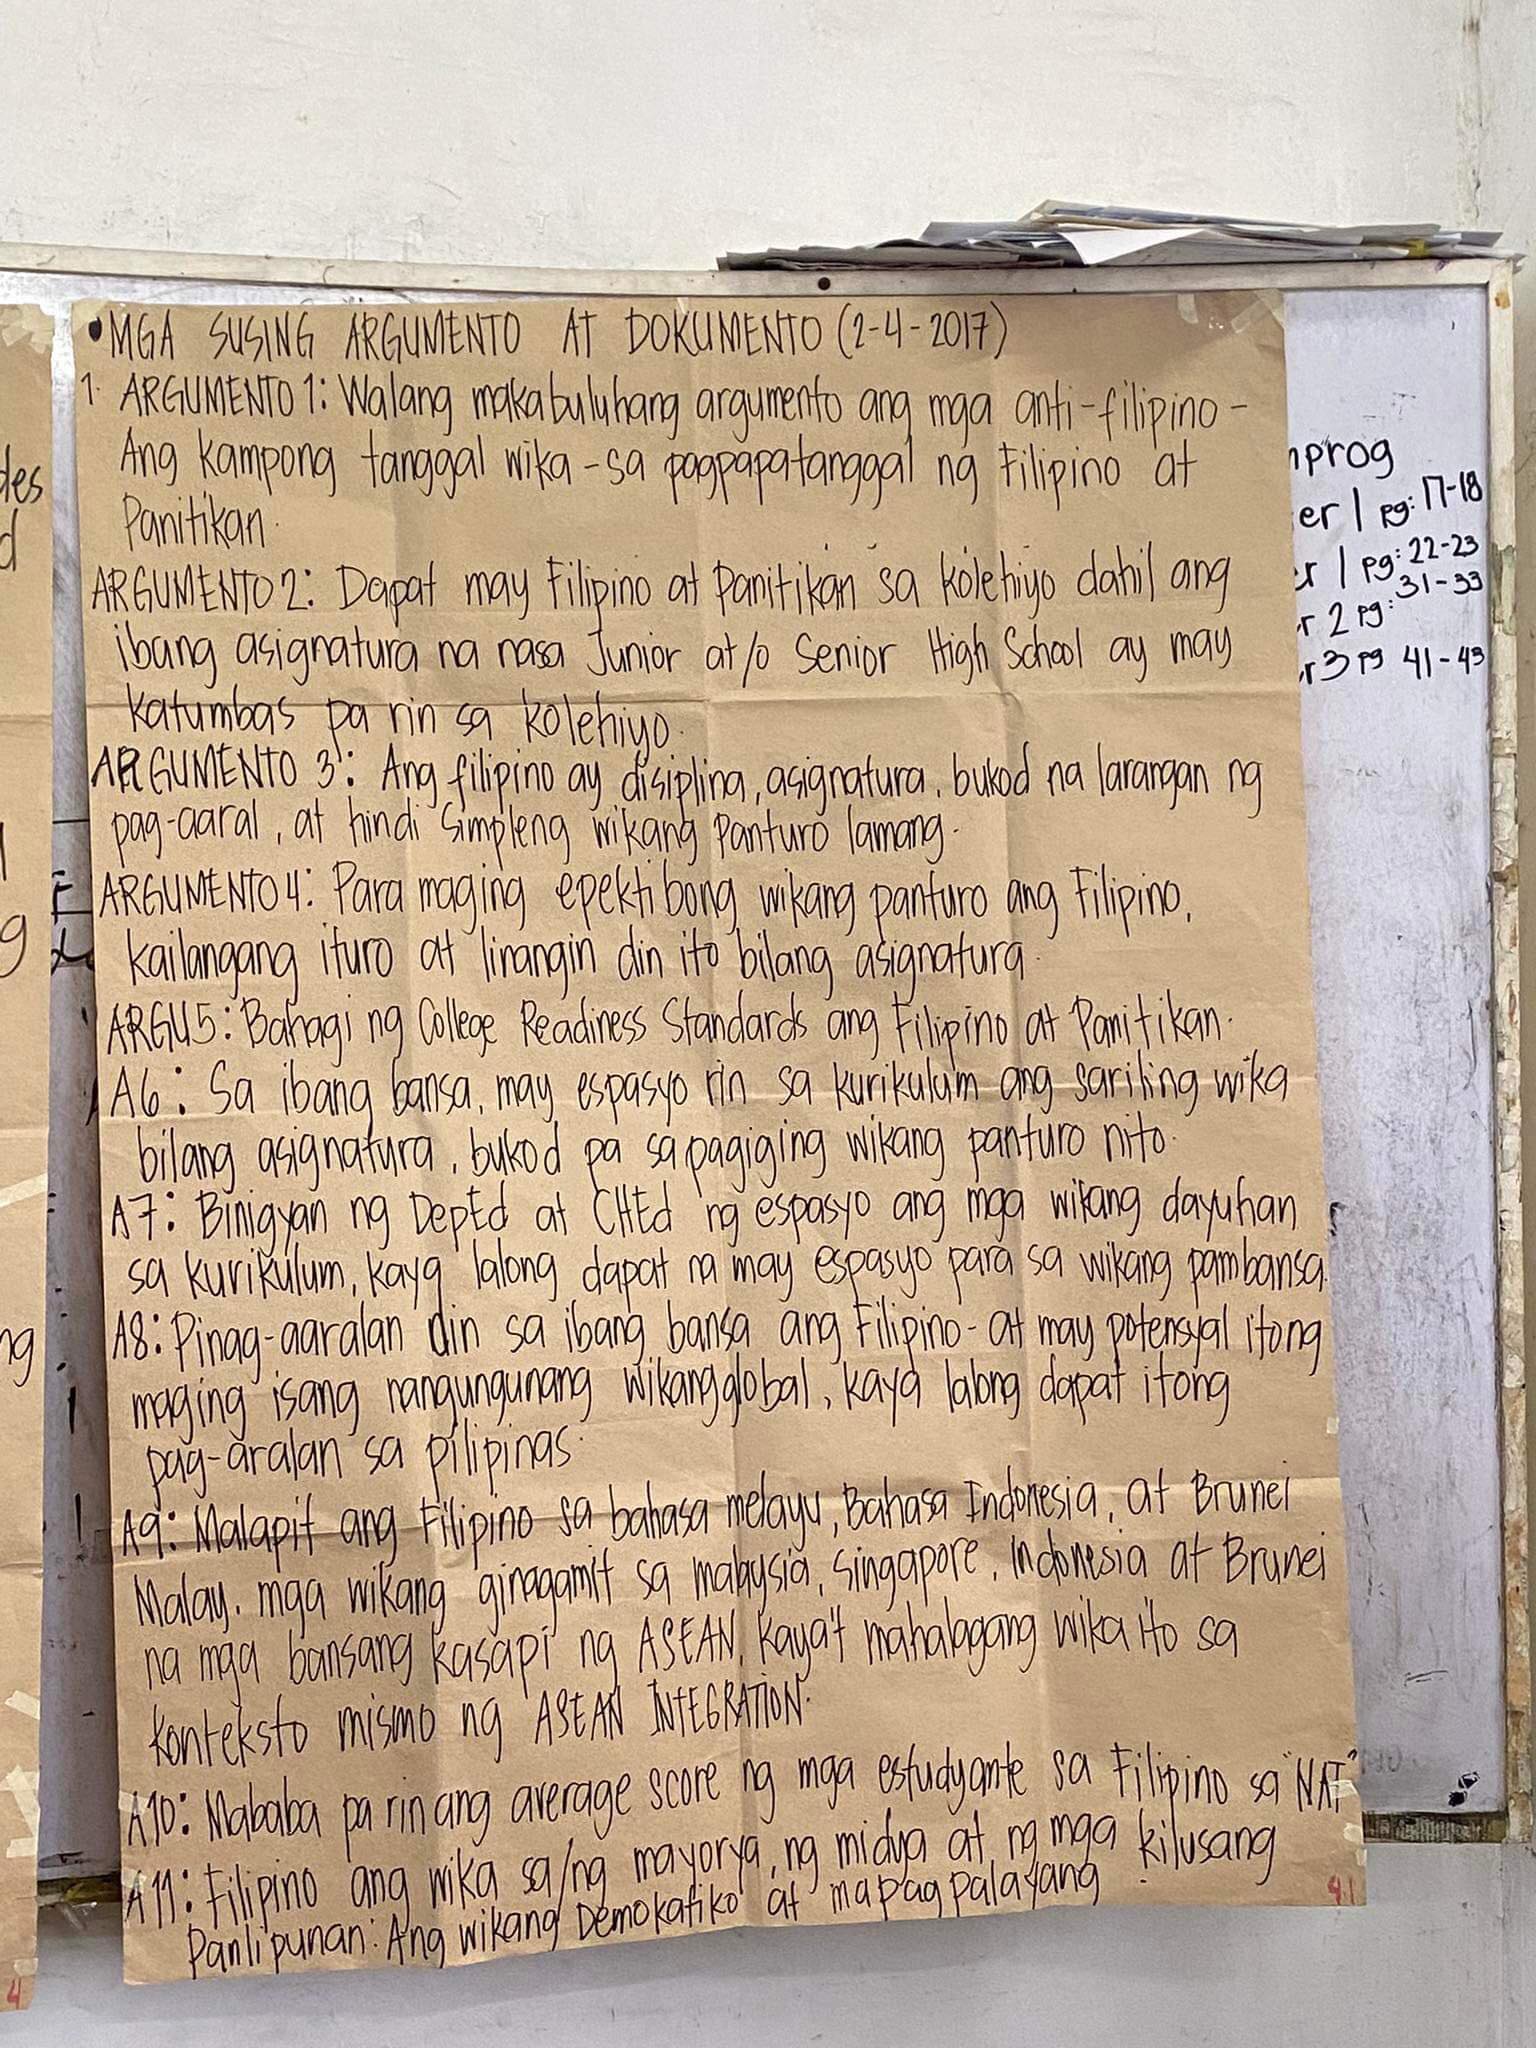 • MGA SUSING ARGUMENTO AT DOKUMENTO (2-4-2017)
1. ARGUMENTO 1: Walang makabuluhang argumento ang mga anti-filipino-
Ang kampong tanggal wika -sa pagpapatanggal ng Filipino at
Panitikan.
ARGUMENTO 2: Dapat may Filipino at Panitikan sa kolehiyo dahil ang
ibang asignatura na nasa Junior at/o Senior High School ay may
katumbas pa rin sa kolehiyo.
ARGUMENTO 3: Ang filipino ay disiplina, asignatura, bukod na larangan ng
pag-aaral, at hindi simpleng wikang panturo lamang.
ARGUMENTO 4: Para maging epektibong wikang panturo ang Filipino,
kailangang ituro at linangin din ito bilang asignatura.
ARGU 5: Bahagi ng College Readiness Standards ang Filipino at Panitikan.
A6: Sa ibang bansa, may espasyo rin sa kurikulum ang sariling wika
bilang asignatura, bukod pa sa pagiging wikang panturo nito.
A7: Binigyan ng DepEd at CHEd ng espasyo ang mga wikang dayuhan
sa kurikulum, kaya lalong dapat na may espasyo para sa wikang pambansa.
A8: Pinag-aaralan din sa ibang bansa ang Filipino- at may potensyal itong
maging isang nangungunang wikang global, kaya lalong dapat itong
pag-aralan sa pilipinas.
A9: Malapit ang Filipino sa bahasa melayu, Bahasa Indonesia, at Brunei
Malay, mga wikang ginagamit sa malaysia, singapore, Indonesia at Brunei
na mga bansang kasapi ng ASEAN, kaya't mahalagang wika ito sa
konteksto mismo ng ASEAN INTEGRATION.
A10: Mababa pa rin ang average score ng mga estudyante sa Filipino sa "NAT"
A11: Filipino ang wika sa/ng mayorya, ng midya at ng mga kilusang
Panlipunan: Ang wikang Demokatiko at mapagpalayang.
4.1
nprog
er 1 pg: 17-18
er 1 pg: 22-23
31-33
r 2 pg:
r 3 pg 41-43
des
d
g
ng
4